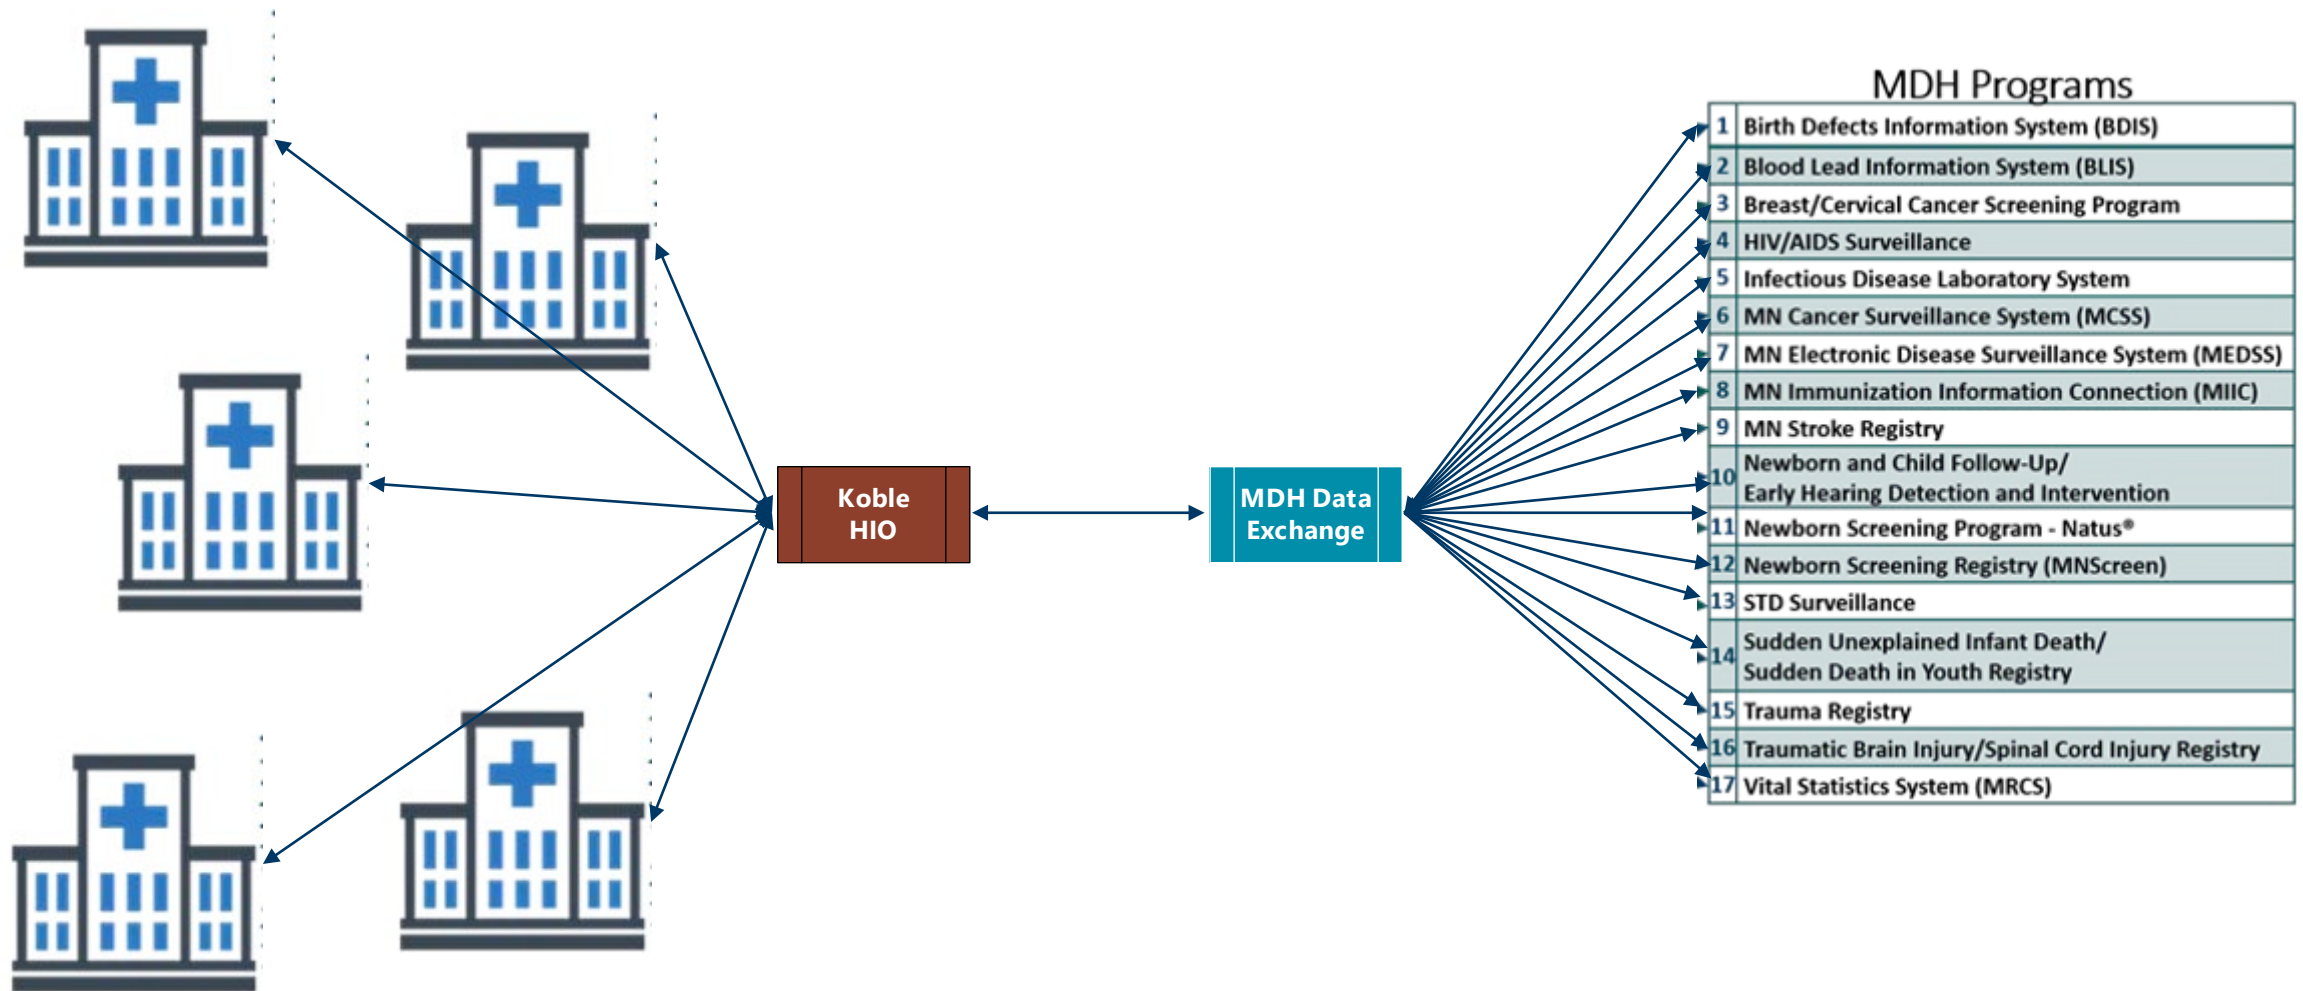 MDH Programs
1 Birth Defects Information System (BDIS)
2 Blood Lead Information System (BLIS)
3 Breast/Cervical Cancer Screening Program
4 HIV/AIDS Surveillance
5 Infectious Disease Laboratory System
6 MN Cancer Surveillance System (MCSS)
7 MN Electronic Disease Surveillance System (MEDSS)
8 MN Immunization Information Connection (MIIC)
9 MN Stroke Registry
10 Newborn and Child Follow-Up/
Early Hearing Detection and Intervention
11 Newborn Screening Program - Natus®
12 Newborn Screening Registry (MNScreen)
13 STD Surveillance
14 Sudden Unexplained Infant Death/
Sudden Death in Youth Registry
15 Trauma Registry
16 Traumatic Brain Injury/Spinal Cord Injury Registry
17 Vital Statistics System (MRCS)
Koble
HIO
MDH Data
Exchange